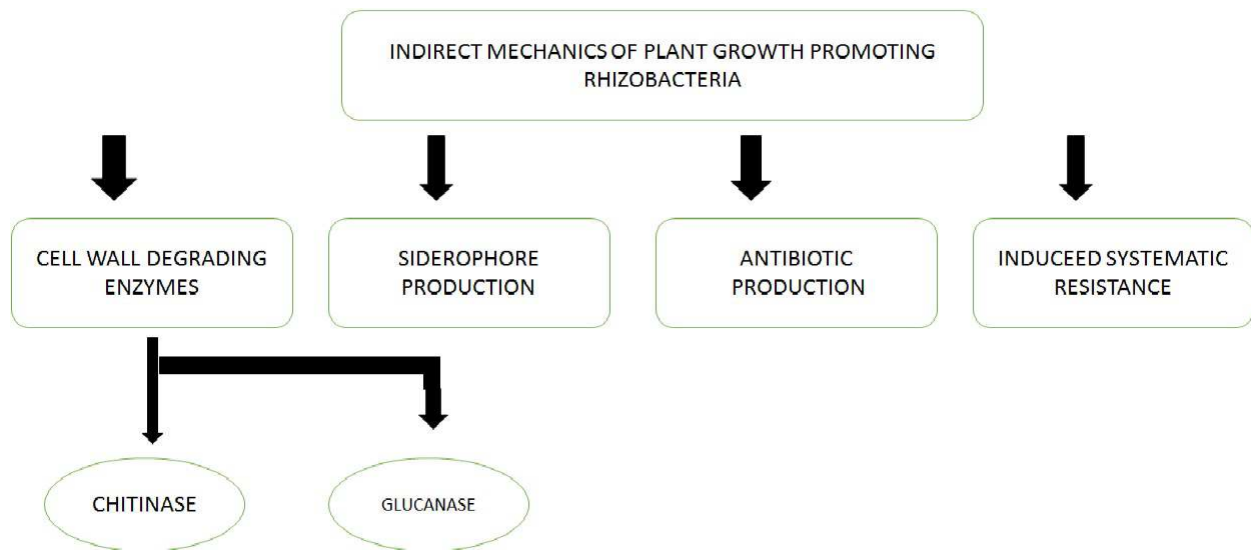 INDIRECT MECHANICS OF PLANT GROWTH PROMOTING
RHIZOBACTERIA
CELL WALL DEGRADING
ENZYMES
SIDEROPHORE
PRODUCTION
ANTIBIOTIC
PRODUCTION
INDUCEED SYSTEMATIC
RESISTANCE
CHITINASE
GLUCANASE